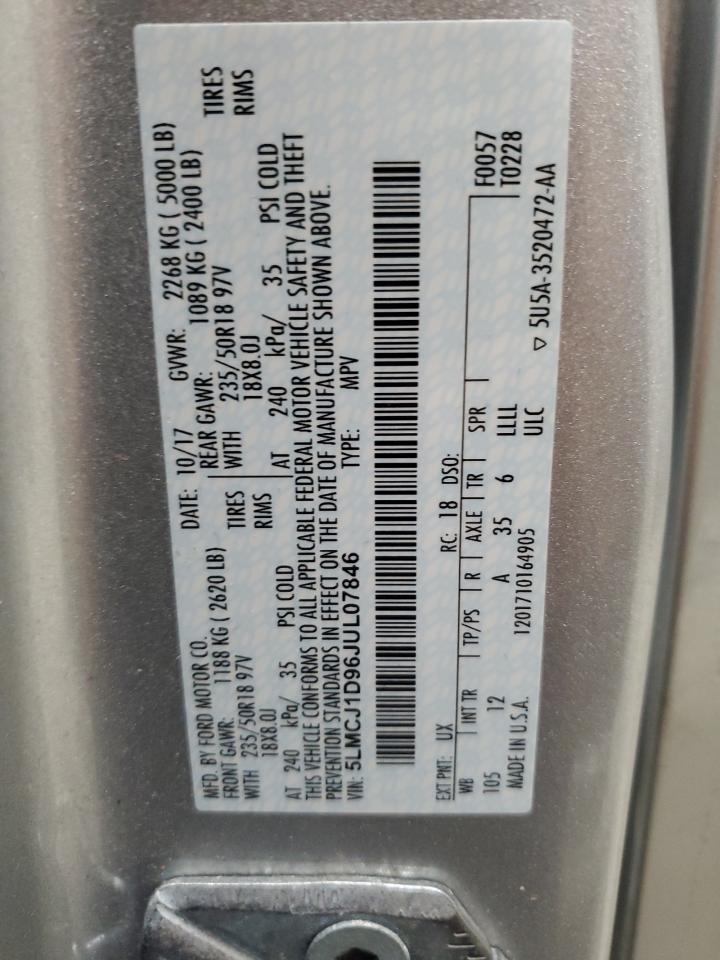 MFD. BY FORD MOTOR CO.
DATE: 10/17 GVWR: 2268 KG ( 5000 LB)
FRONT GAWR: 1188 KG ( 2620 LB) REAR GAWR: 1089 KG ( 2400 LB)
WITH 235/50R18 97V TIRES WITH 235/50R18 97V TIRES
18X8.0J RIMS 18X8.0J RIMS
AT 240 kPa/ 35 PSI COLD AT 240 kPa/ 35 PSI COLD
THIS VEHICLE CONFORMS TO ALL APPLICABLE FEDERAL MOTOR VEHICLE SAFETY AND THEFT
PREVENTION STANDARDS IN EFFECT ON THE DATE OF MANUFACTURE SHOWN ABOVE.
VIN: 5LMCJ1D96JUL07846 TYPE: MPV
EXT PNT: UX RC: 18 DSO: F0057
WB INT TR TP/PS R AXLE TR SPR T0228
105 12 A 35 6 LLLL
MADE IN U.S.A. 1201710164905 ULC
▽ 5U5A-3520472-AA